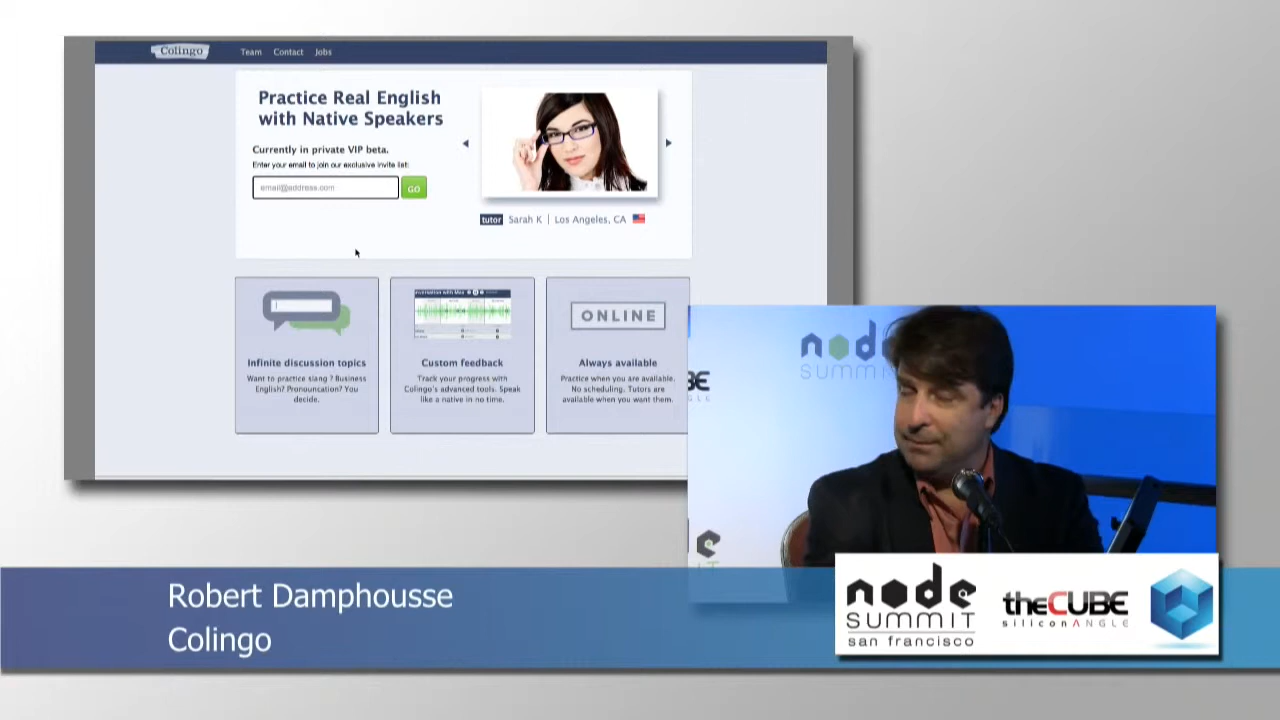 Colingo
Team Contact Jobs
Practice Real English
with Native Speakers
Currently in private VIP beta.
Enter your email to join our exclusive invite list:
email@address.com
GO
tutor Sarah K | Los Angeles, CA
ONLINE
Infinite discussion topics
Want to practice slang ? Business
English? Pronouncation? You
decide.
Custom feedback
Track your progress with
Colingo's advanced tools. Speak
like a native in no time.
Always available
Practice when you are available.
No scheduling. Tutors are
available when you want them.
node
SUMMIT
Robert Damphousse
Colingo
node
SUMMIT
san francisco
theCUBE
siliconANGLE